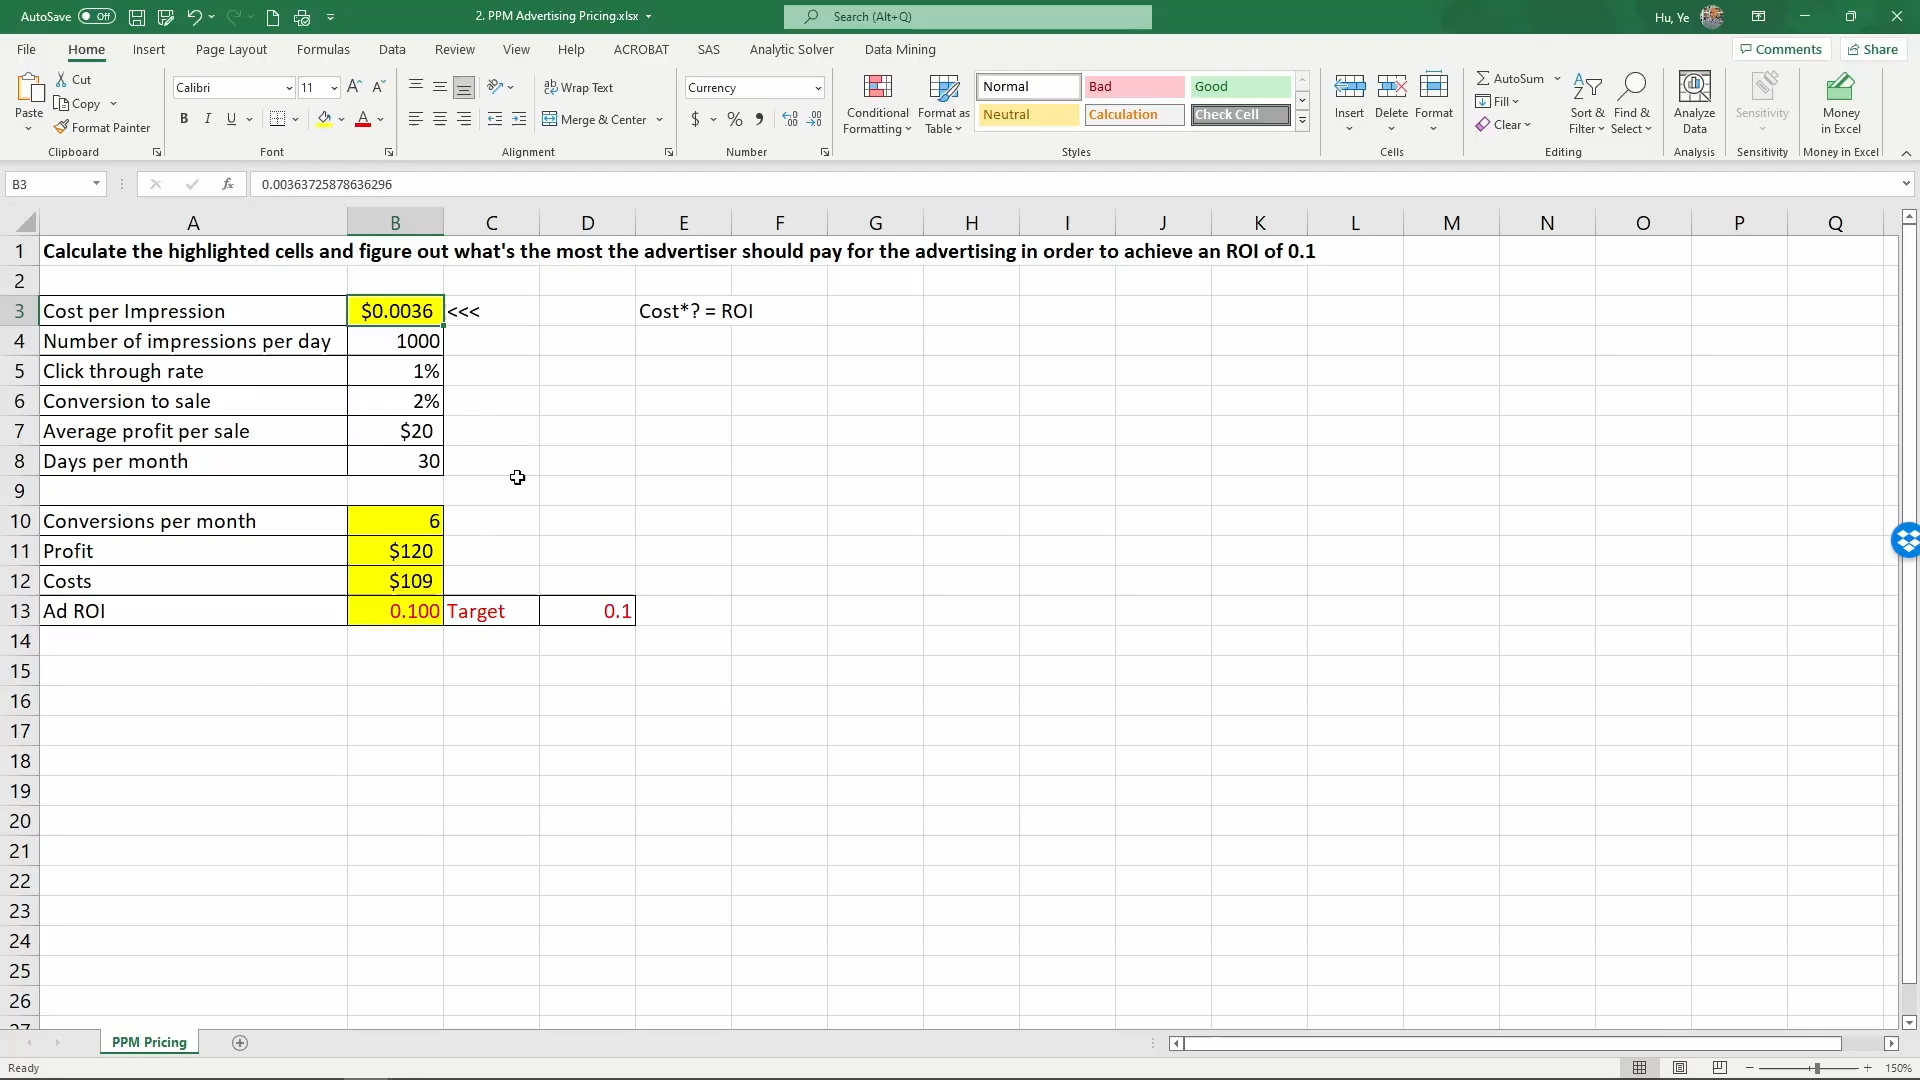 AutoSave Off 2. PPM Advertising Pricing.xlsx Search (Alt+Q) Hu, Ye
File Home Insert Page Layout Formulas Data Review View Help ACROBAT SAS Analytic Solver Data Mining Comments Share
Paste Cut Copy Format Painter Clipboard
Calibri 11 A A B I U A Font
ab Wrap Text Merge & Center Alignment
Currency $ % 9 Number
Conditional Formatting Format as Table Normal Bad Good Neutral Calculation Check Cell Styles
Insert Delete Format Cells
AutoSum Fill Clear Sort & Filter Find & Select Editing
Analyze Data Analysis
Sensitivity Sensitivity
Money in Excel Money in Excel
B3 fx 0.00363725878636296
A B C D E F G H I J K L M N O P Q
1 Calculate the highlighted cells and figure out what's the most the advertiser should pay for the advertising in order to achieve an ROI of 0.1
2
3 Cost per Impression $0.0036 <<< Cost*? = ROI
4 Number of impressions per day 1000
5 Click through rate 1%
6 Conversion to sale 2%
7 Average profit per sale $20
8 Days per month 30
9
10 Conversions per month 6
11 Profit $120
12 Costs $109
13 Ad ROI 0.100 Target 0.1
14
15
16
17
18
19
20
21
22
23
24
25
26
27
PPM Pricing
Ready 150%